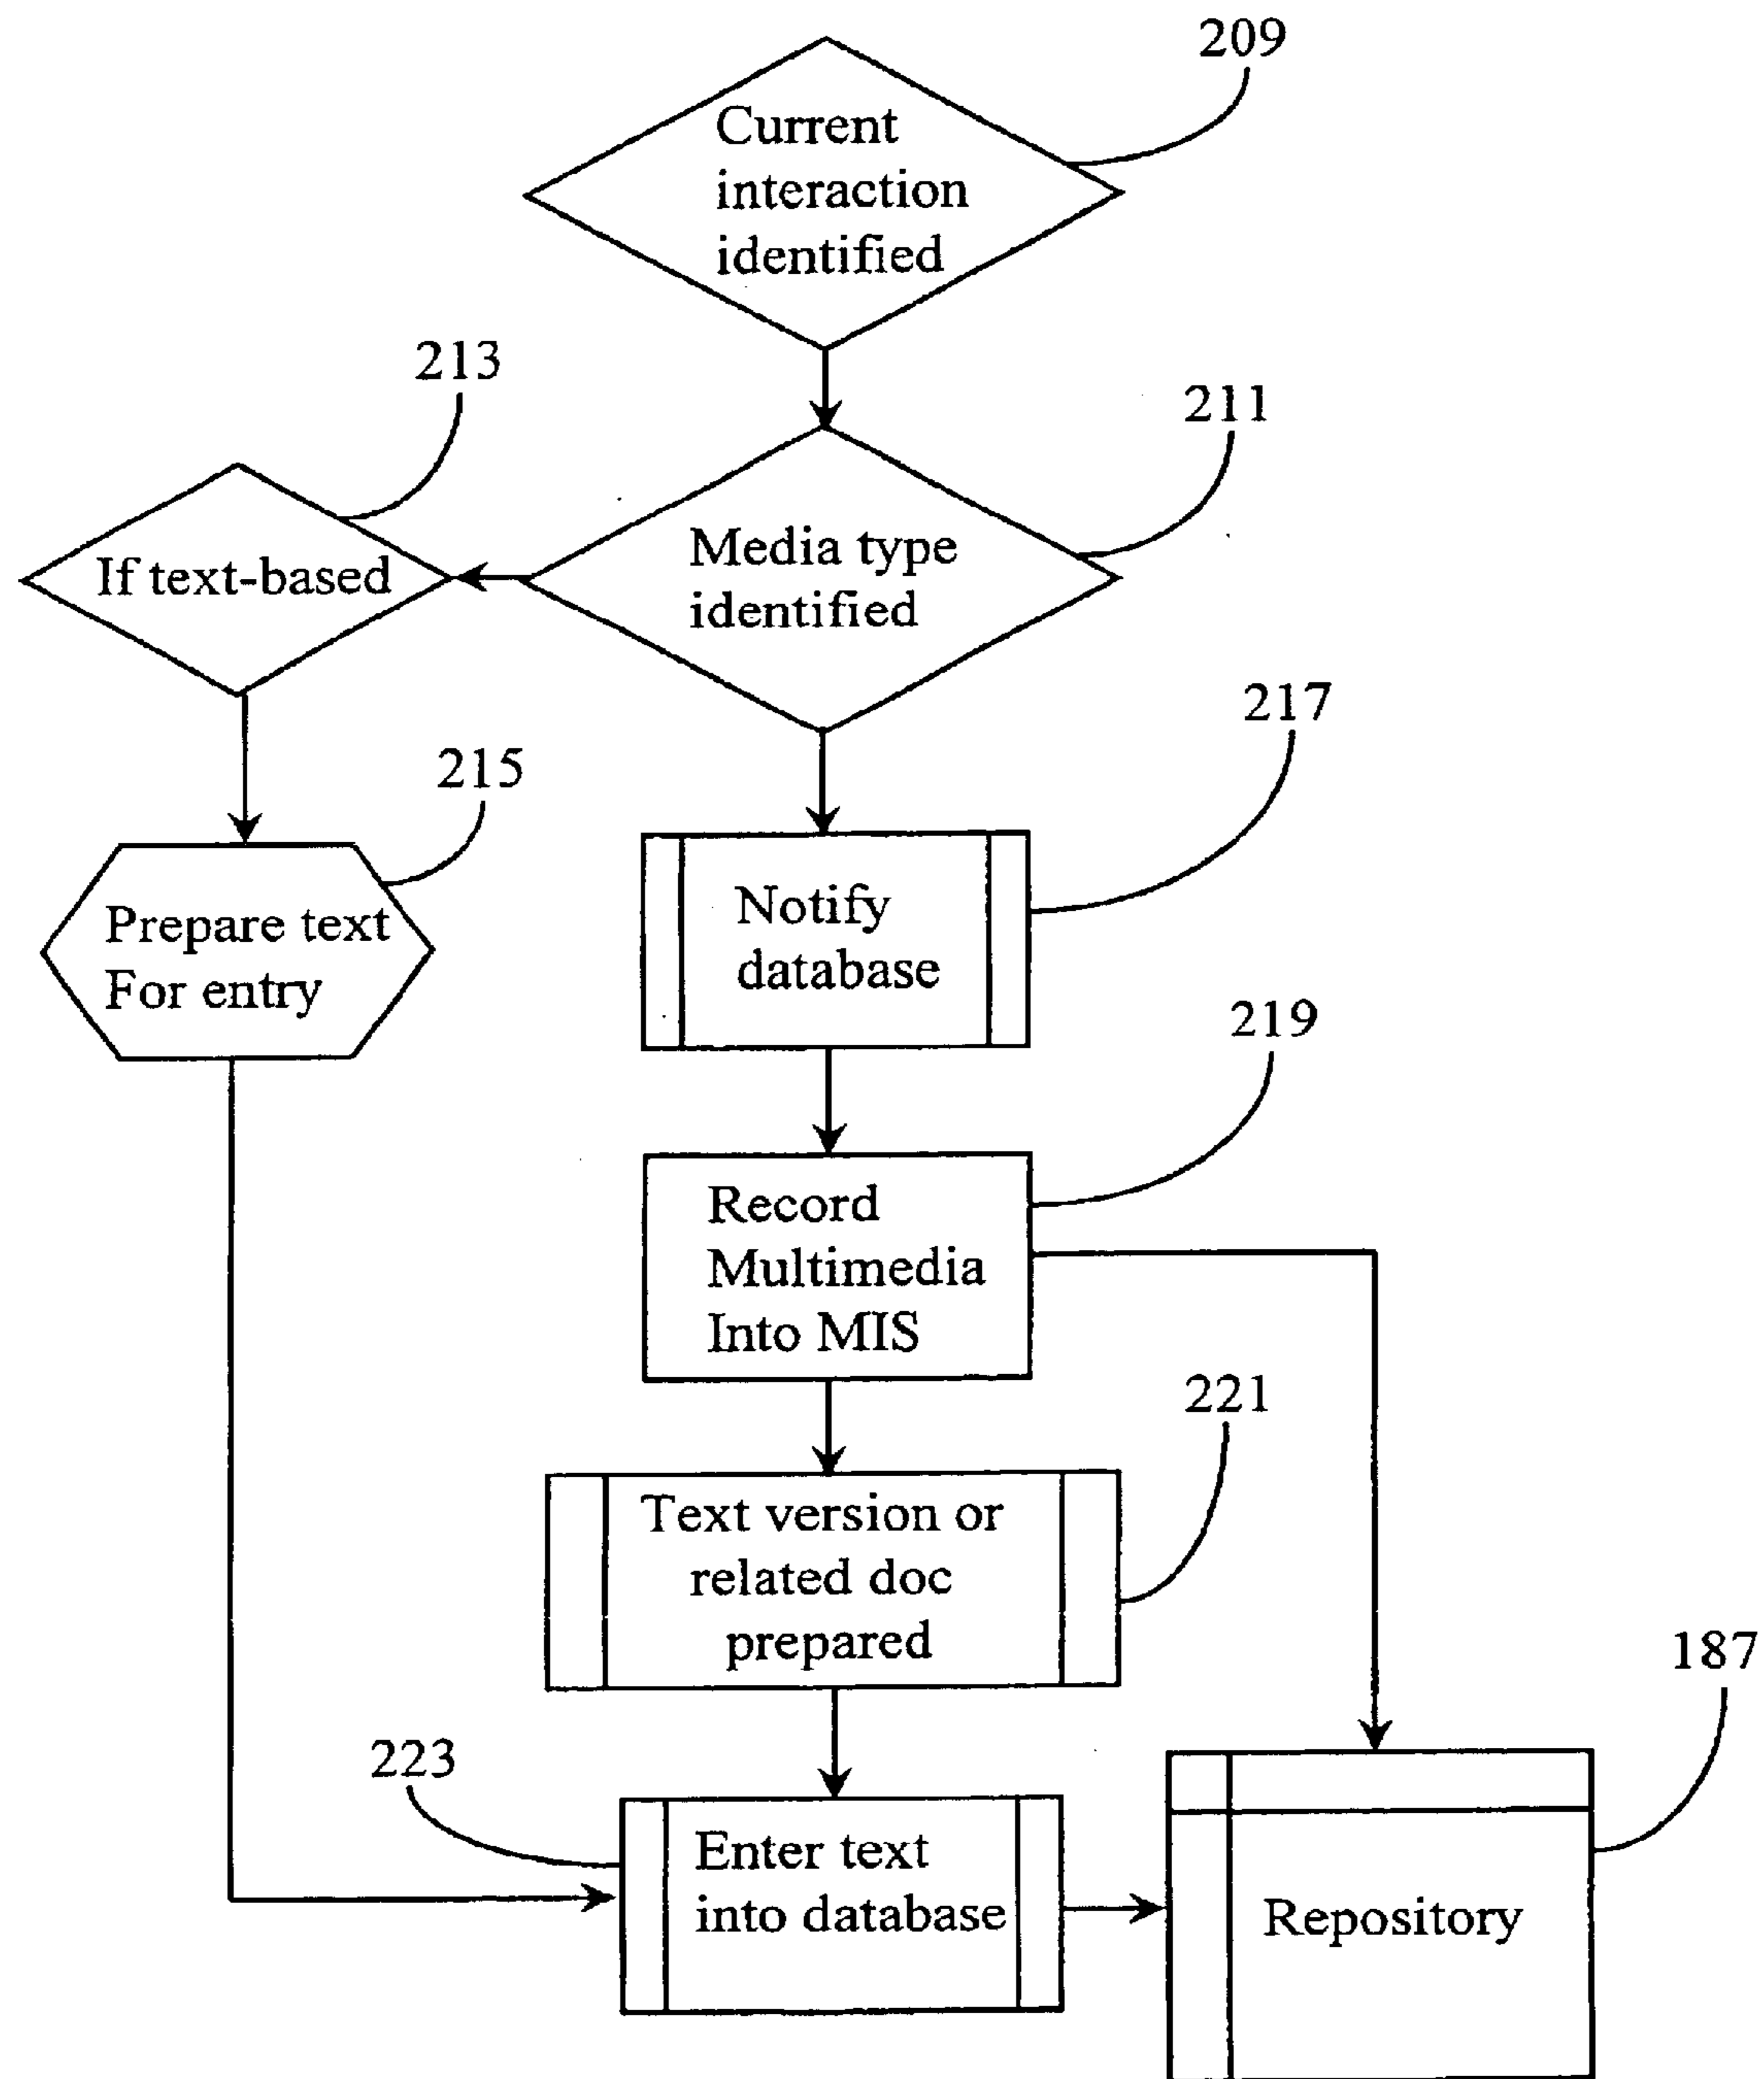 209
Current
interaction
identified
213
211
If text-based
Media type
identified
217
215
Prepare text
For entry
Notify
database
219
Record
Multimedia
Into MIS
221
Text version or
related doc
prepared
187
223
Enter text
into database
Repository